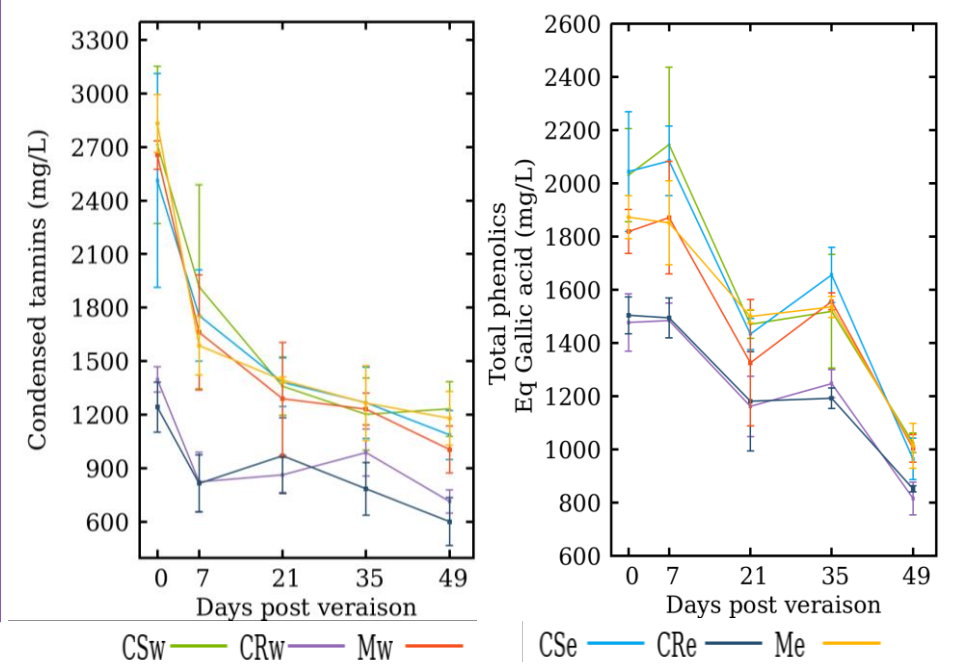 Condensed tannins (mg/L)
3300
3000
2700
2400
2100
1800
1500
1200
900
600
0 7 21 35 49
Days post veraison
Total phenolics
Eq Gallic acid (mg/L)
2600
2400
2200
2000
1800
1600
1400
1200
1000
800
600
0 7 21 35 49
Days post veraison
CSw CRw Mw
CSe CRe Me